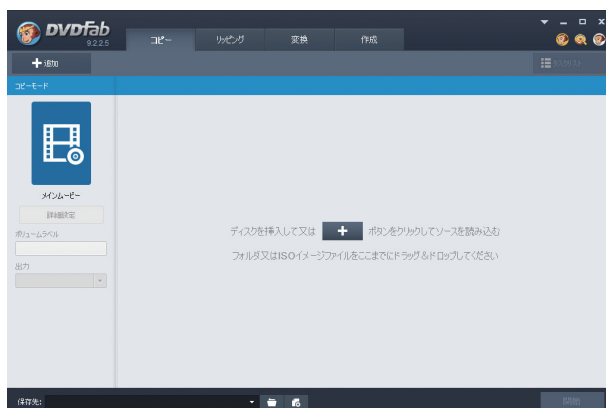 DVDFab
9.2.2.5
コピー
リッピング
変換
作成
追加
タスクリスト
コピーモード
メインムービー
詳細設定
ボリュームラベル
出力
ディスクを挿入して又は + ボタンをクリックしてソースを読み込む
フォルダ又はISOイメージファイルをここまでにドラッグ&ドロップしてください
保存先:
開始